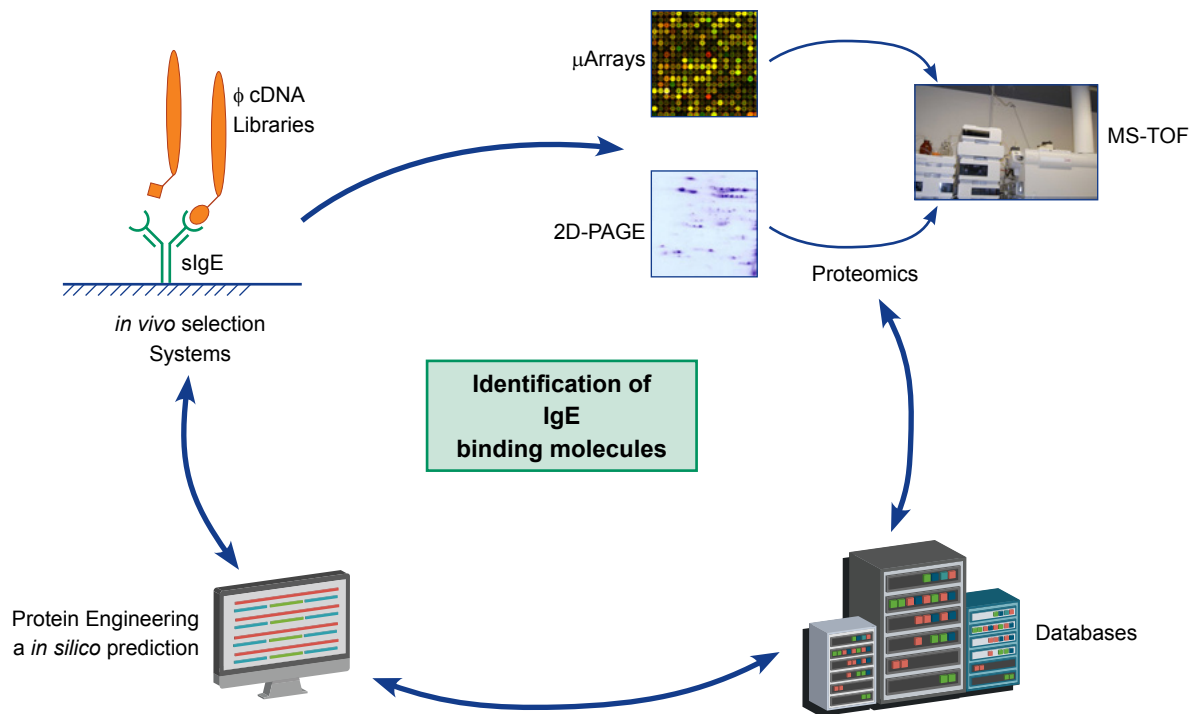 ϕ cDNA
Libraries
sIgE
in vivo selection
Systems
μArrays
2D-PAGE
MS-TOF
Proteomics
Identification of
IgE
binding molecules
Protein Engineering
a in silico prediction
Databases